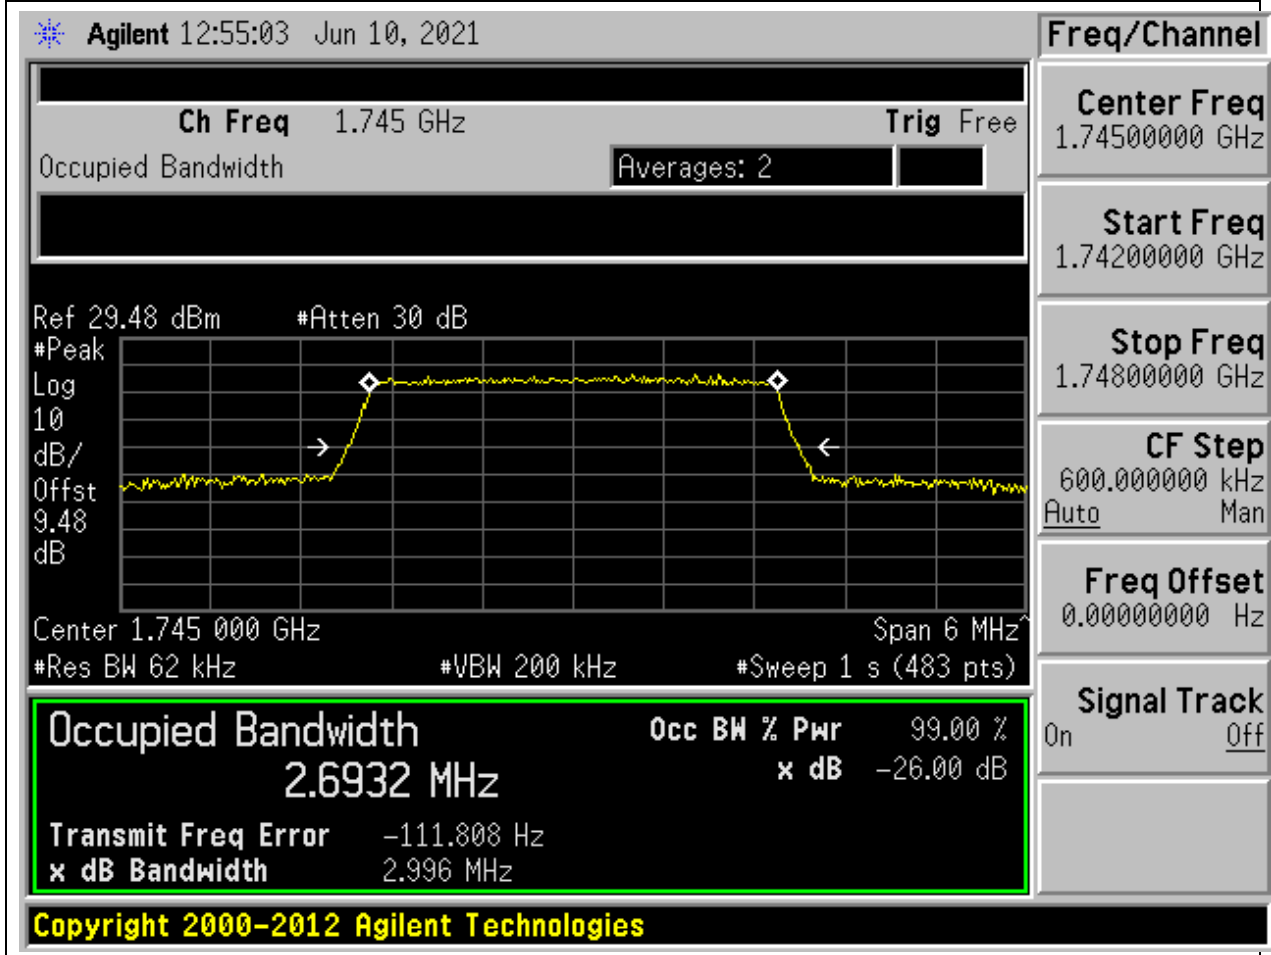 Agilent 12:55:03 Jun 10, 2021
Freq/Channel
Ch Freq 1.745 GHz Trig Free
Occupied Bandwidth Averages: 2
Center Freq
1.74500000 GHz
Start Freq
1.74200000 GHz
Stop Freq
1.74800000 GHz
CF Step
600.000000 kHz
Auto Man
Freq Offset
0.00000000 Hz
Signal Track
On Off
Ref 29.48 dBm #Atten 30 dB
#Peak
Log
10
dB/
Offst
9.48
dB
Center 1.745 000 GHz Span 6 MHz^
#Res BW 62 kHz #VBW 200 kHz #Sweep 1 s (483 pts)
Occupied Bandwidth Occ BW % Pwr 99.00 %
2.6932 MHz x dB -26.00 dB
Transmit Freq Error -111.808 Hz
x dB Bandwidth 2.996 MHz
Copyright 2000-2012 Agilent Technologies